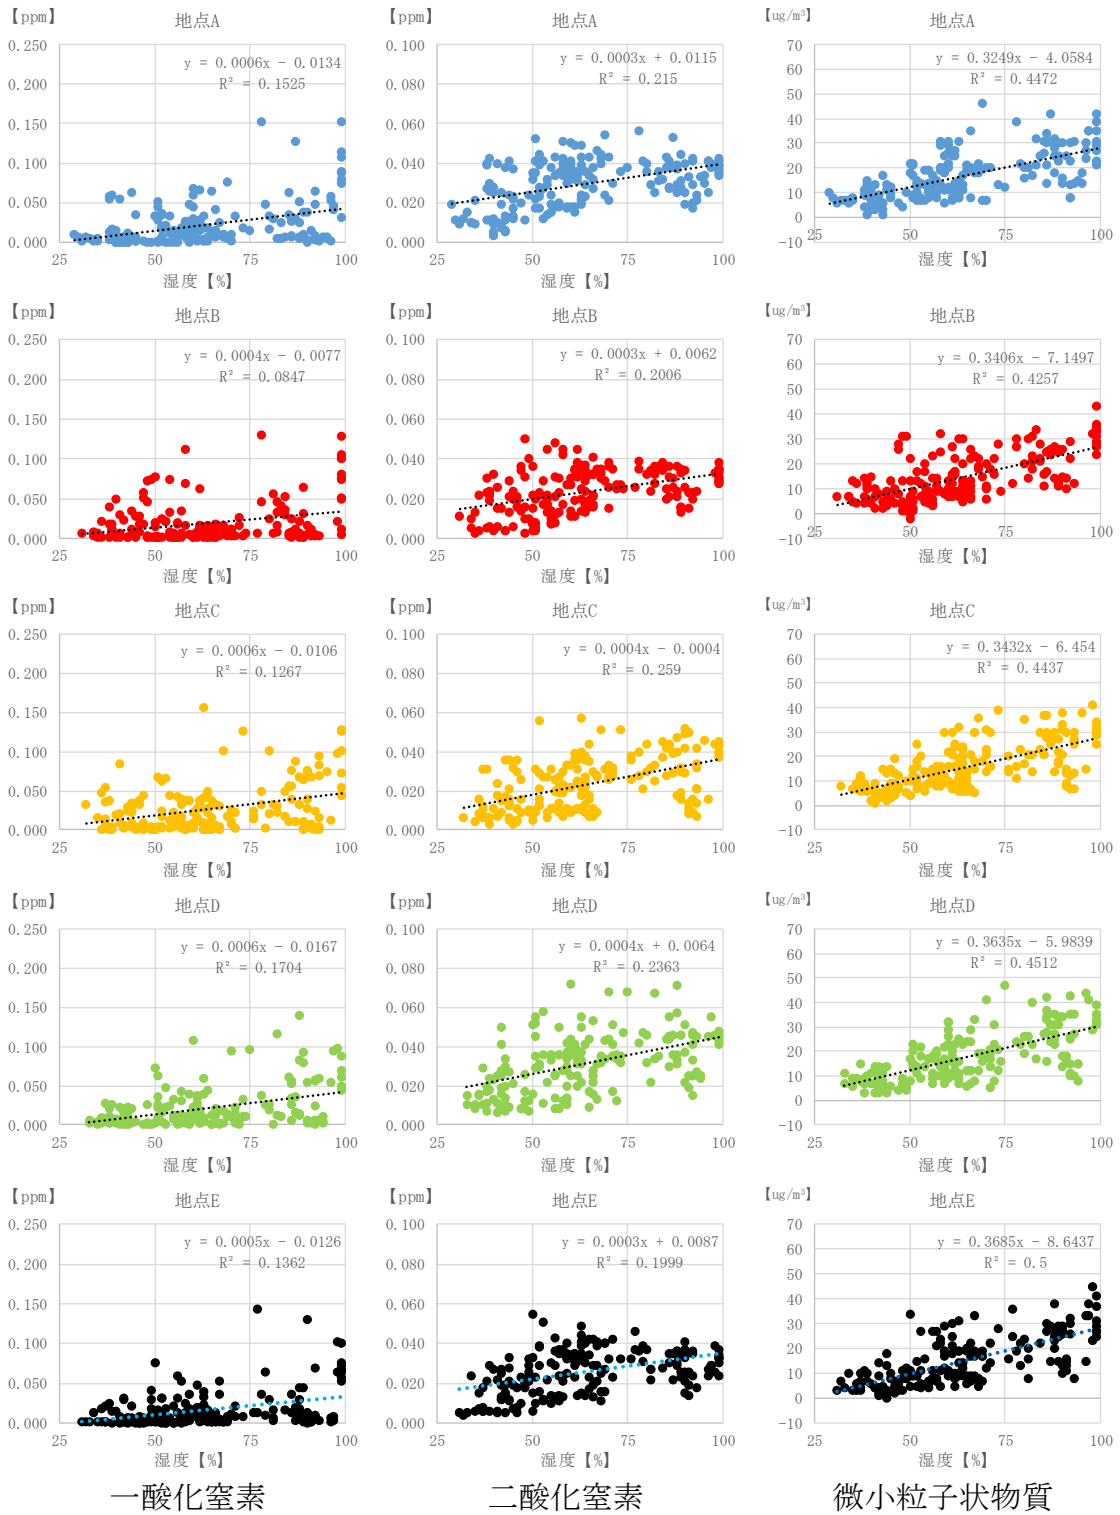 【ppm】 地点A 【ppm】 地点A 【ug/m³】 地点A
y = 0.0006x − 0.0134
R² = 0.1525
0.250
0.200
0.150
0.100
0.050
0.000
25 50 75 100
湿度【%】
y = 0.0003x + 0.0115
R² = 0.215
0.100
0.080
0.060
0.040
0.020
0.000
25 50 75 100
湿度【%】
y = 0.3249x − 4.0584
R² = 0.4472
70
60
50
40
30
20
10
0
-10
25 50 75 100
湿度【%】
【ppm】 地点B 【ppm】 地点B 【ug/m³】 地点B
y = 0.0004x − 0.0077
R² = 0.0847
0.250
0.200
0.150
0.100
0.050
0.000
25 50 75 100
湿度【%】
y = 0.0003x + 0.0062
R² = 0.2006
0.100
0.080
0.060
0.040
0.020
0.000
25 50 75 100
湿度【%】
y = 0.3406x − 7.1497
R² = 0.4257
70
60
50
40
30
20
10
0
-10
25 50 75 100
湿度【%】
【ppm】 地点C 【ppm】 地点C 【ug/m³】 地点C
y = 0.0006x − 0.0106
R² = 0.1267
0.250
0.200
0.150
0.100
0.050
0.000
25 50 75 100
湿度【%】
y = 0.0004x − 0.0004
R² = 0.259
0.100
0.080
0.060
0.040
0.020
0.000
25 50 75 100
湿度【%】
y = 0.3432x − 6.454
R² = 0.4437
70
60
50
40
30
20
10
0
-10
25 50 75 100
湿度【%】
【ppm】 地点D 【ppm】 地点D 【ug/m³】 地点D
y = 0.0006x − 0.0167
R² = 0.1704
0.250
0.200
0.150
0.100
0.050
0.000
25 50 75 100
湿度【%】
y = 0.0004x + 0.0064
R² = 0.2363
0.100
0.080
0.060
0.040
0.020
0.000
25 50 75 100
湿度【%】
y = 0.3635x − 5.9839
R² = 0.4512
70
60
50
40
30
20
10
0
-10
25 50 75 100
湿度【%】
【ppm】 地点E 【ppm】 地点E 【ug/m³】 地点E
y = 0.0005x − 0.0126
R² = 0.1362
0.250
0.200
0.150
0.100
0.050
0.000
25 50 75 100
湿度【%】
y = 0.0003x + 0.0087
R² = 0.1999
0.100
0.080
0.060
0.040
0.020
0.000
25 50 75 100
湿度【%】
y = 0.3685x − 8.6437
R² = 0.5
70
60
50
40
30
20
10
0
-10
25 50 75 100
湿度【%】
一酸化窒素 二酸化窒素 微小粒子状物質